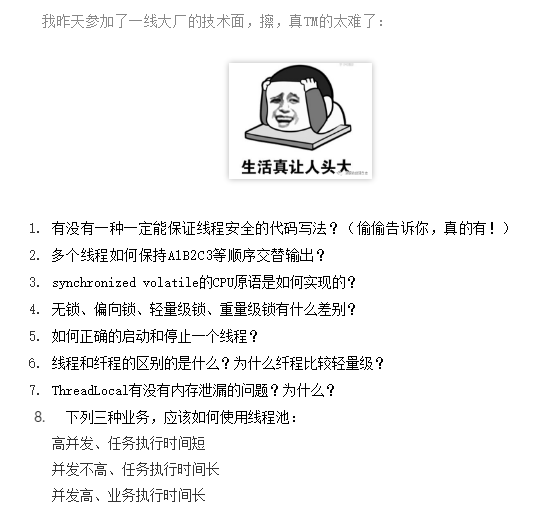 我昨天参加了一线大厂的技术面，擦，真TM的太难了：
生活真让人头大
1. 有没有一种一定能保证线程安全的代码写法？（偷偷告诉你，真的有！）
2. 多个线程如何保持A1B2C3等顺序交替输出？
3. synchronized volatile的CPU原语是如何实现的？
4. 无锁、偏向锁、轻量级锁、重量级锁有什么差别？
5. 如何正确的启动和停止一个线程？
6. 线程和纤程的区别的是什么？为什么纤程比较轻量级？
7. ThreadLocal有没有内存泄漏的问题？为什么？
8. 下列三种业务，应该如何使用线程池：
高并发、任务执行时间短
并发不高、任务执行时间长
并发高、业务执行时间长